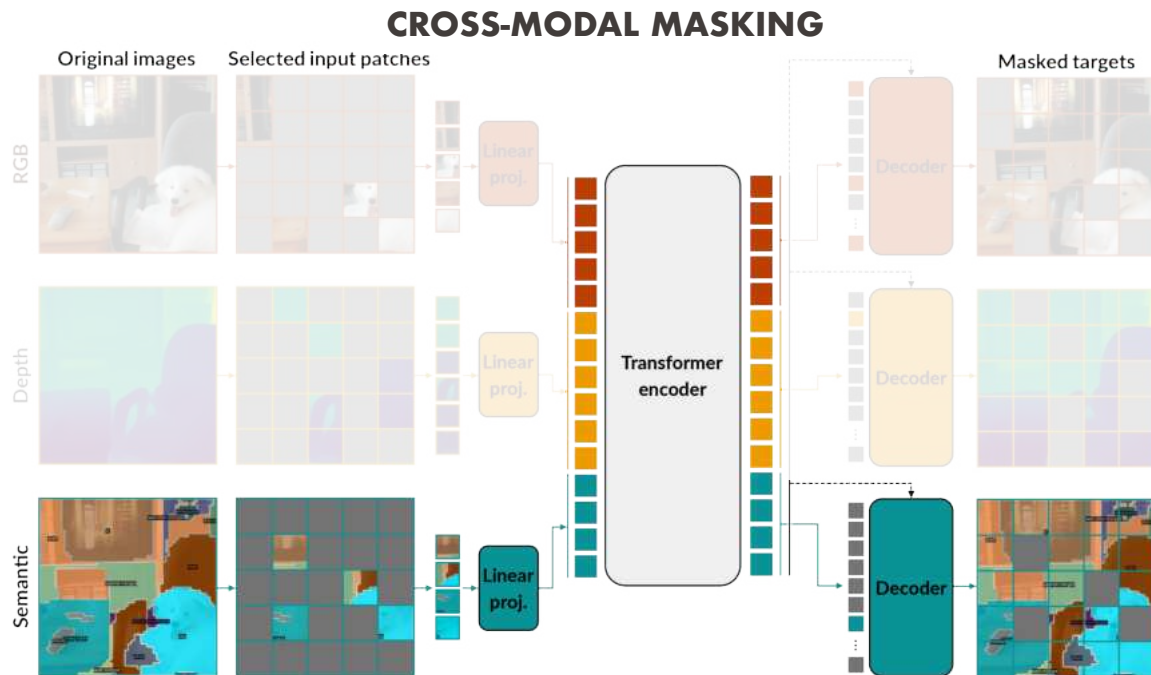 CROSS-MODAL MASKING
Original images
Selected input patches
Masked targets
RGB
Linear
proj.
Decoder
Depth
Linear
proj.
Transformer
encoder
Decoder
Semantic
Linear
proj.
Decoder